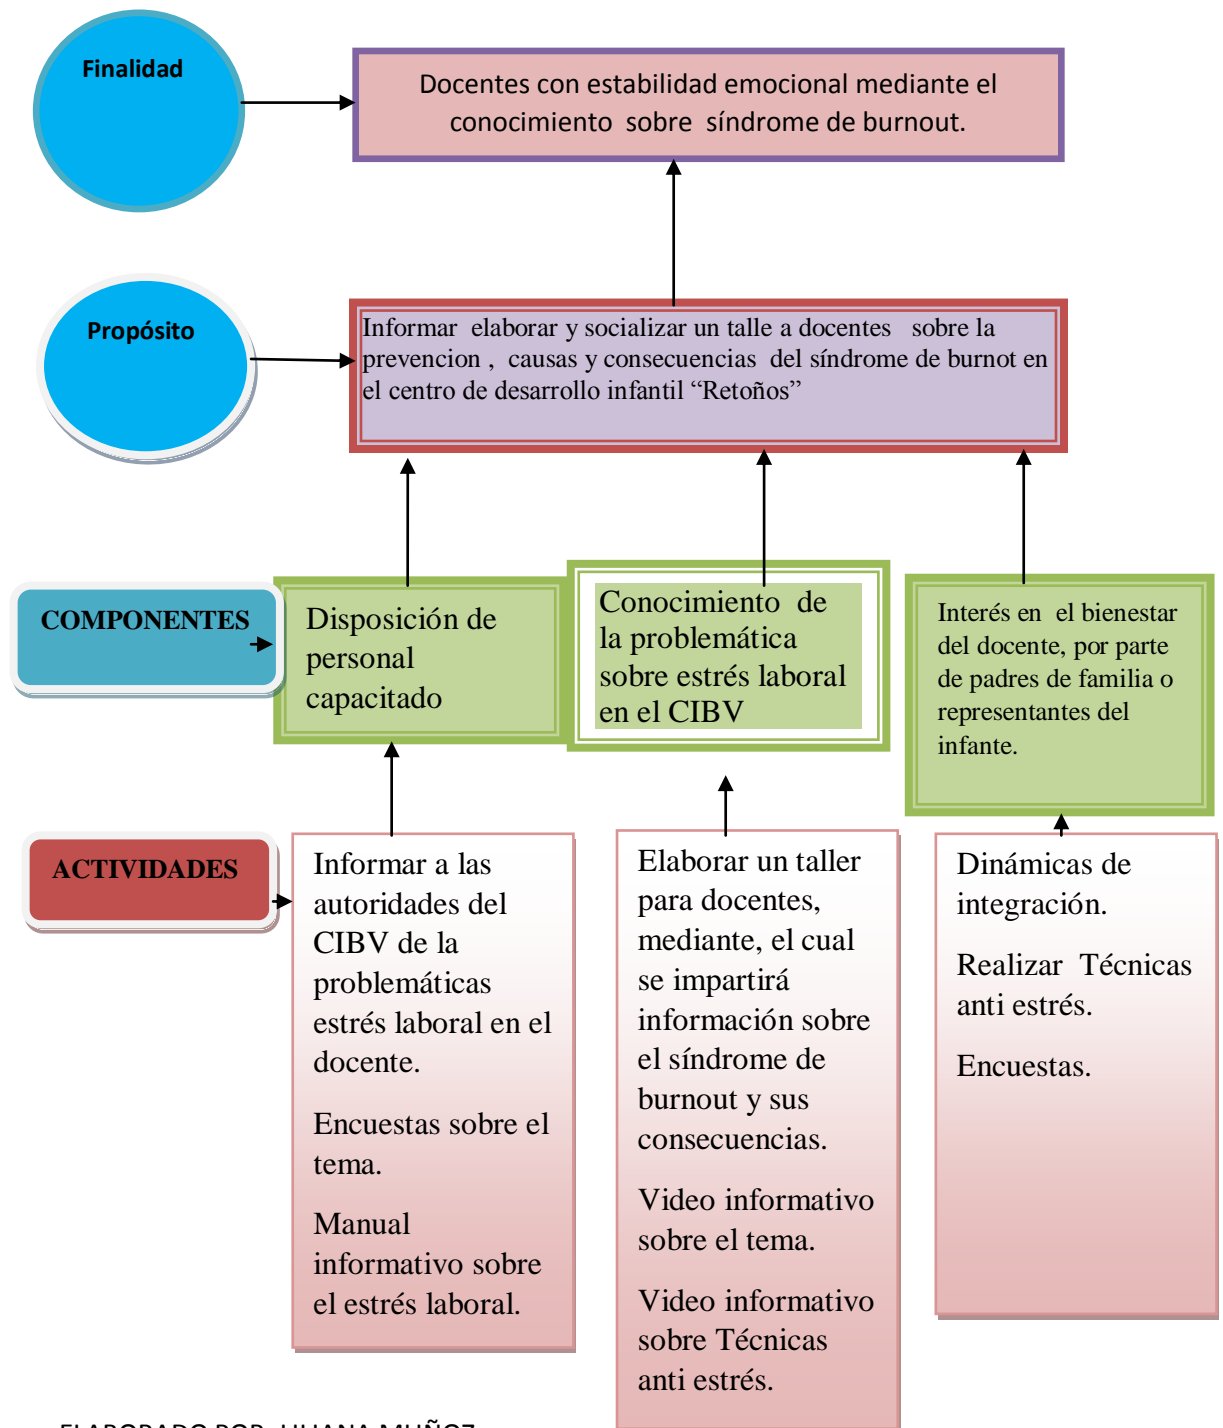 Finalidad
Docentes con estabilidad emocional mediante el
conocimiento sobre síndrome de burnout.
Propósito
Informar elaborar y socializar un talle a docentes sobre la
prevencion , causas y consecuencias del síndrome de burnot en
el centro de desarrollo infantil “Retoños”
COMPONENTES
Disposición de
personal
capacitado
Conocimiento de
la problemática
sobre estrés laboral
en el CIBV
Interés en el bienestar
del docente, por parte
de padres de familia o
representantes del
infante.
ACTIVIDADES
Informar a las
autoridades del
CIBV de la
problemáticas
estrés laboral en el
docente.
Encuestas sobre el
tema.
Manual
informativo sobre
el estrés laboral.
Elaborar un taller
para docentes,
mediante, el cual
se impartirá
información sobre
el síndrome de
burnout y sus
consecuencias.
Video informativo
sobre el tema.
Video informativo
sobre Técnicas
anti estrés.
Dinámicas de
integración.
Realizar Técnicas
anti estrés.
Encuestas.
ELABORADO POR: LILIANA MUÑOZ